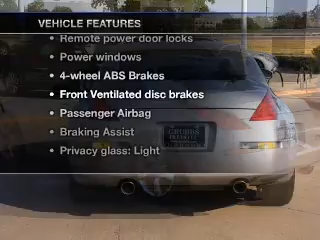 VEHICLE FEATURES
• Remote power door locks
• Power windows
• 4-wheel ABS Brakes
• Front Ventilated disc brakes
• Passenger Airbag
• Braking Assist
• Privacy glass: Light
GRUBBS